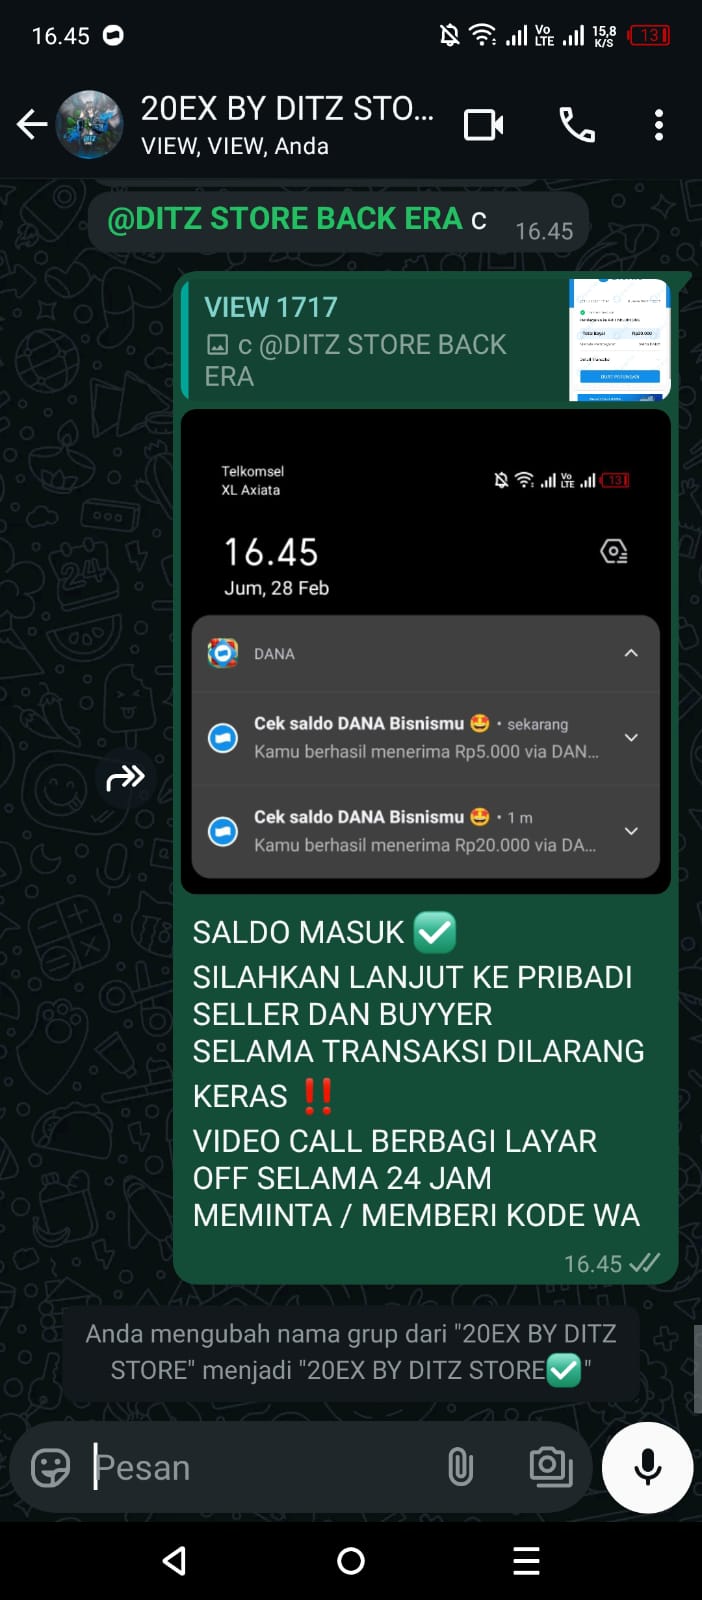 16.45
Vo LTE 15,8 K/S 13
20EX BY DITZ STO...
VIEW, VIEW, Anda
@DITZ STORE BACK ERA c 16.45
VIEW 1717
c @DITZ STORE BACK
ERA
Telkomsel
XL Axiata
Vo LTE 13
16.45
Jum, 28 Feb
DANA
Cek saldo DANA Bisnismu 🤩 • sekarang
Kamu berhasil menerima Rp5.000 via DAN...
Cek saldo DANA Bisnismu 🤩 • 1 m
Kamu berhasil menerima Rp20.000 via DA...
SALDO MASUK ✅
SILAHKAN LANJUT KE PRIBADI
SELLER DAN BUYYER
SELAMA TRANSAKSI DILARANG
KERAS ‼️
VIDEO CALL BERBAGI LAYAR
OFF SELAMA 24 JAM
MEMINTA / MEMBERI KODE WA
16.45
Anda mengubah nama grup dari "20EX BY DITZ
STORE" menjadi "20EX BY DITZ STORE✅"
Pesan